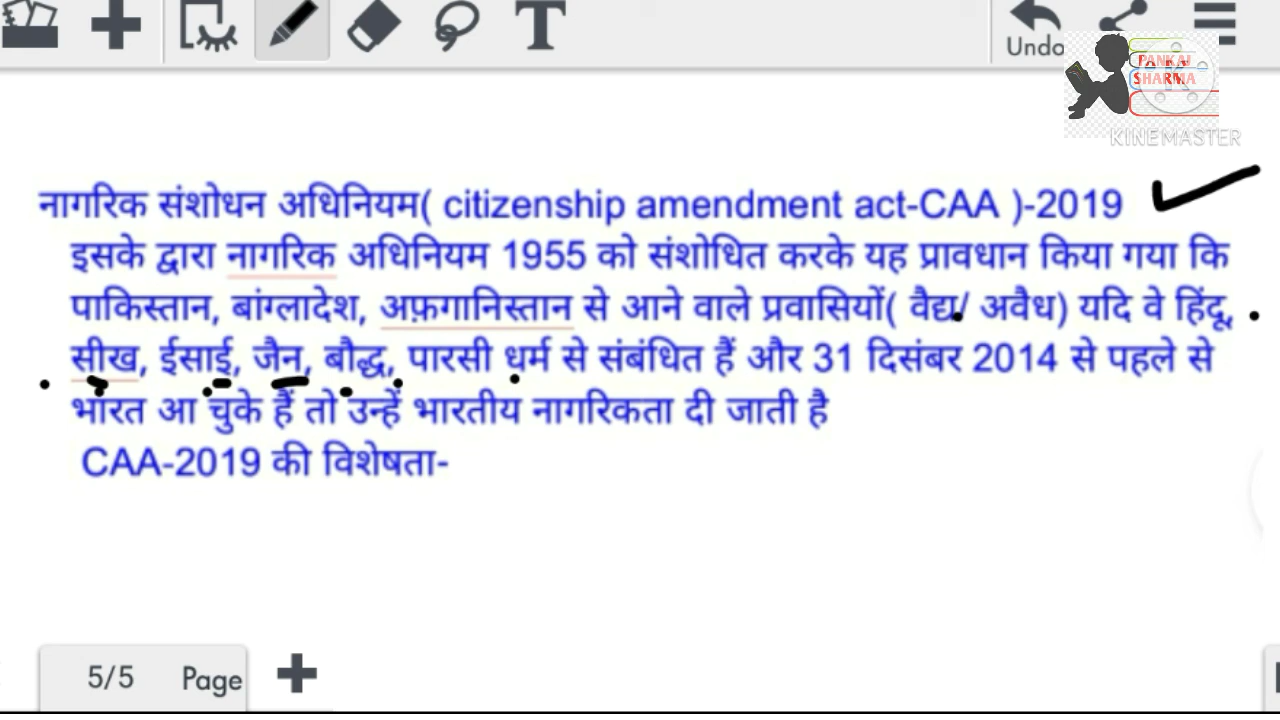 T
Undo
PANKAJ
SHARMA
KINEMASTER
नागरिक संशोधन अधिनियम( citizenship amendment act-CAA )-2019
इसके द्वारा नागरिक अधिनियम 1955 को संशोधित करके यह प्रावधान किया गया कि
पाकिस्तान, बांग्लादेश, अफ़गानिस्तान से आने वाले प्रवासियों( वैद्य/ अवैध) यदि वे हिंदू,
सीख, ईसाई, जैन, बौद्ध, पारसी धर्म से संबंधित हैं और 31 दिसंबर 2014 से पहले से
भारत आ चुके हैं तो उन्हें भारतीय नागरिकता दी जाती है
CAA-2019 की विशेषता-
5/5 Page